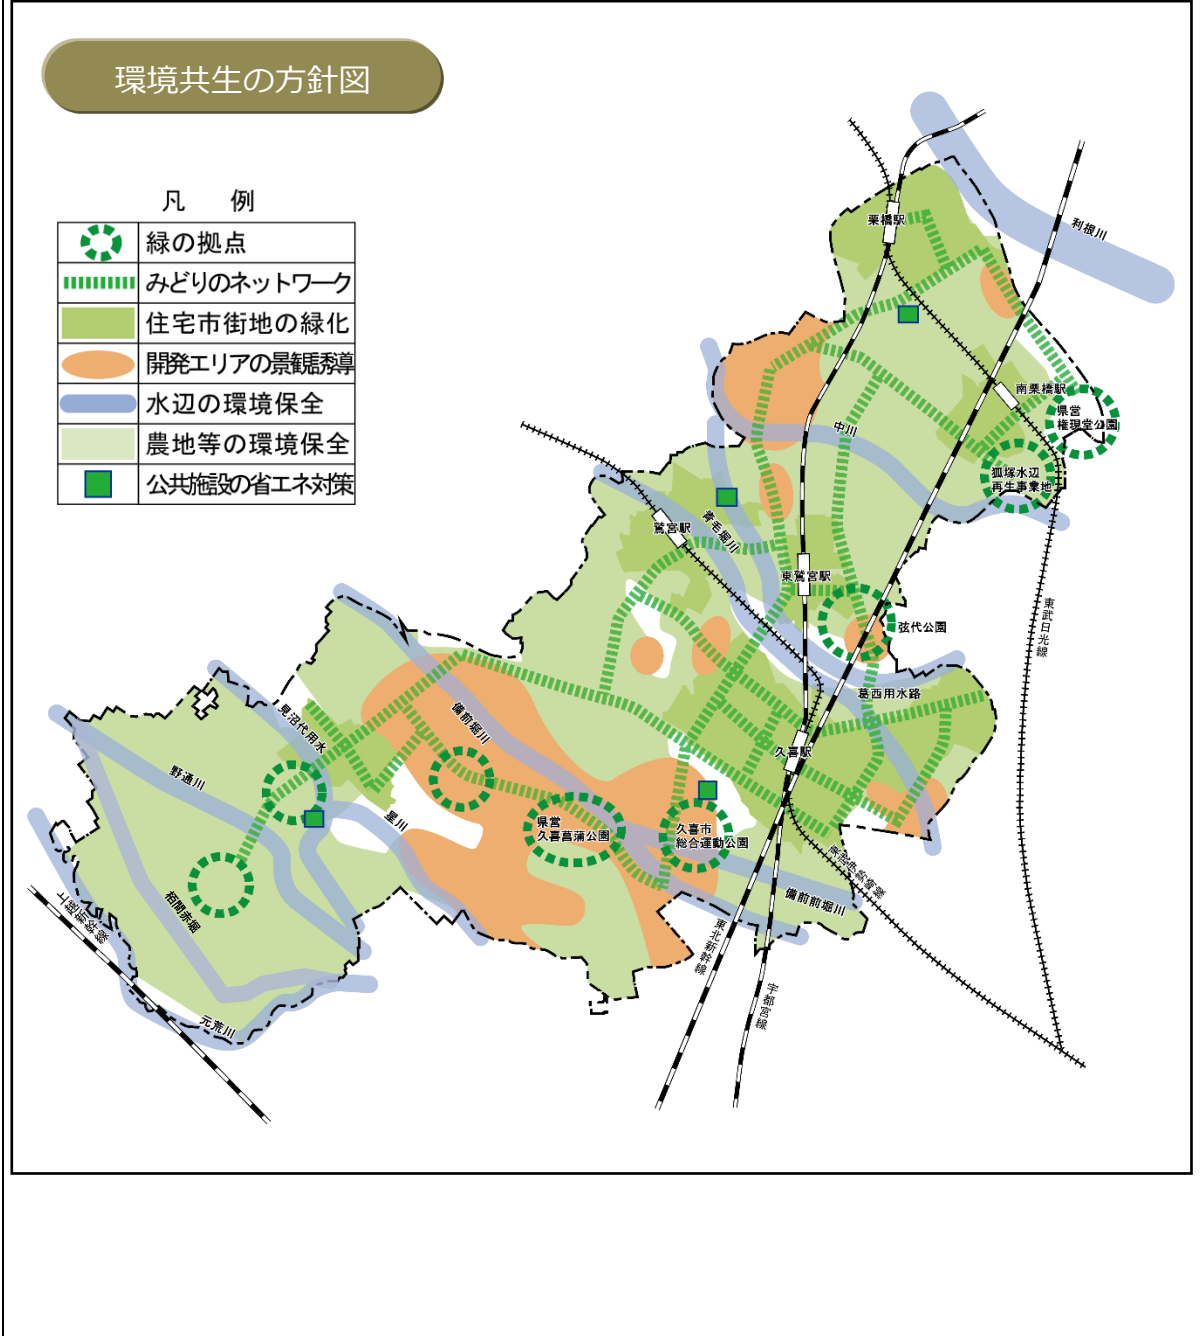 環境共生の方針図
凡 例
緑の拠点
みどりのネットワーク
住宅市街地の緑化
開発エリアの景観誘導
水辺の環境保全
農地等の環境保全
公共施設の省エネ対策
利根川
栗橋駅
南栗橋駅
県営
権現堂公園
中川
狐塚水辺
再生事業地
鷲宮駅
青毛堀川
東鷲宮駅
弦代公園
東武日光線
葛西用水路
見沼代用水
備前堀川
久喜駅
野通川
星川
県営
久喜菖蒲公園
久喜市
総合運動公園
東武伊勢崎線
栢間赤堀
上越新幹線
備前前堀川
東北新幹線
宇都宮線
元荒川